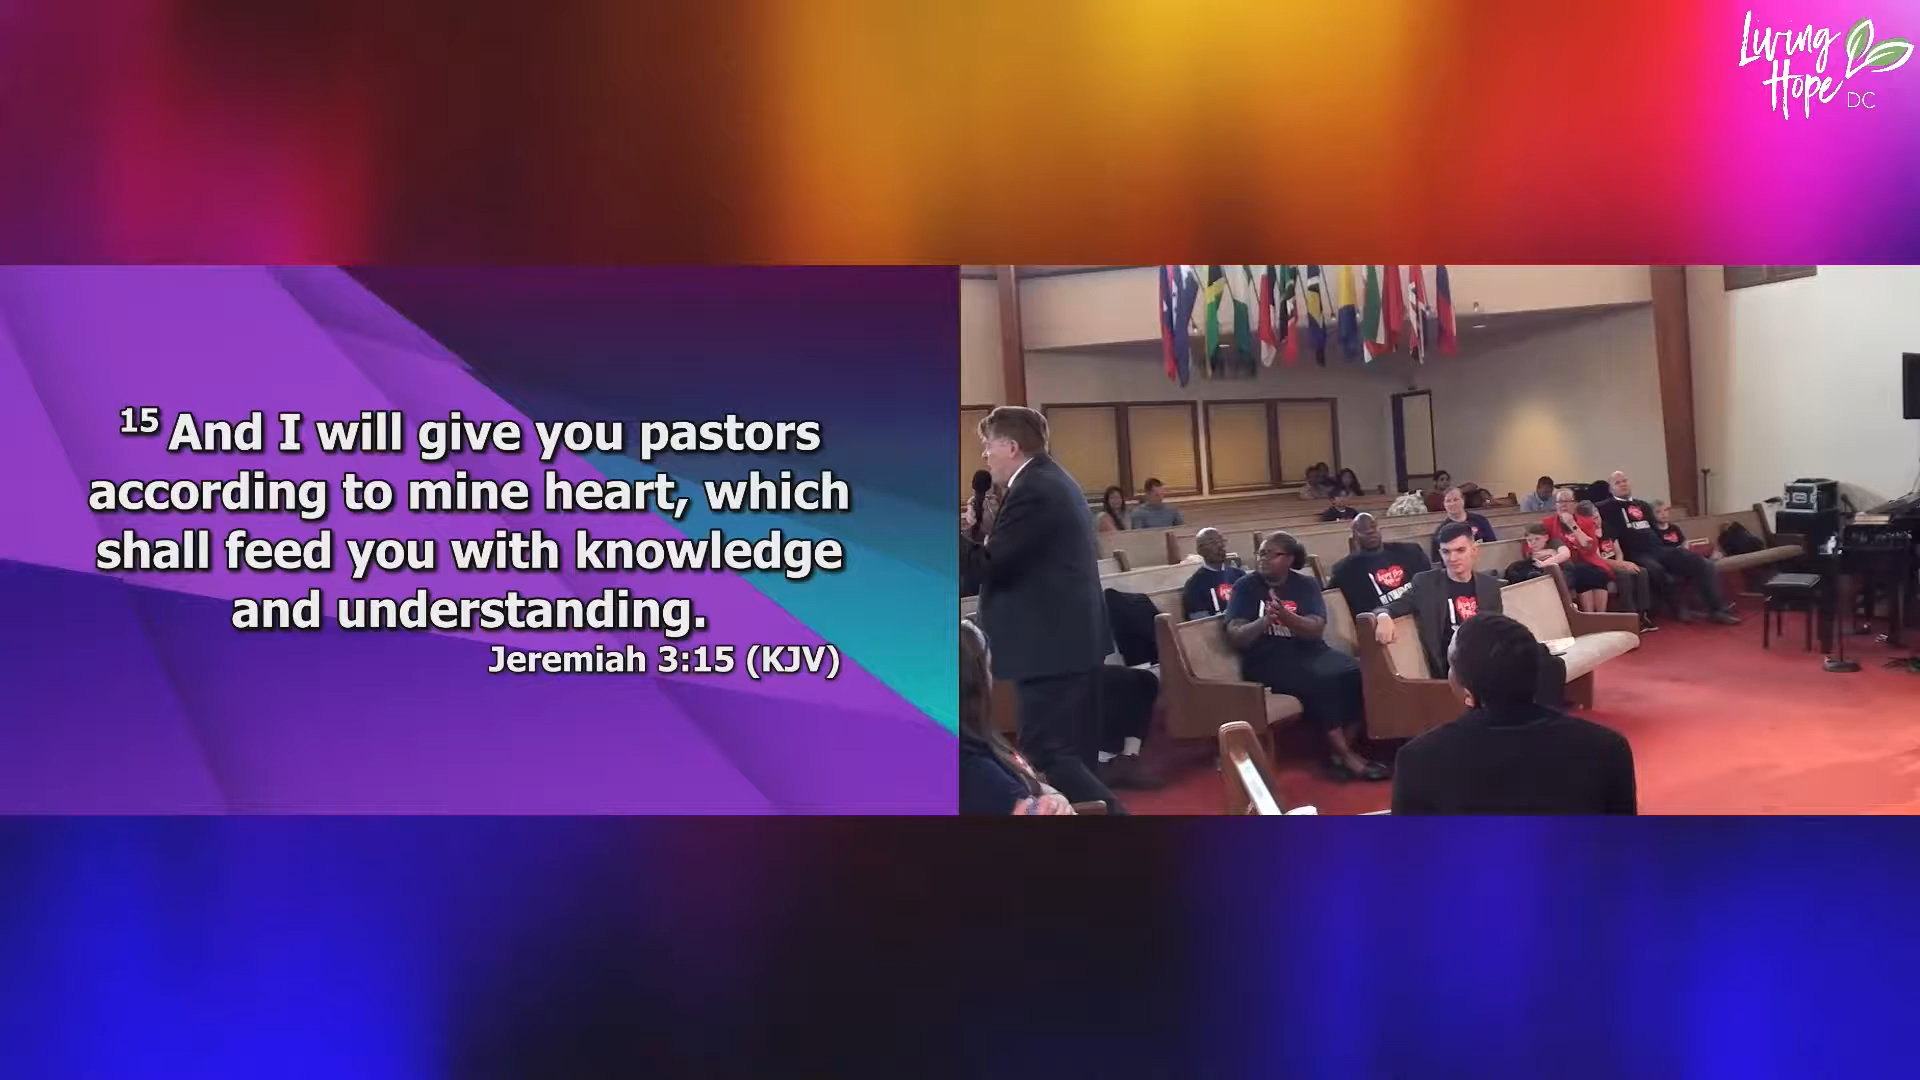 Living
Hope
DC
15 And I will give you pastors
according to mine heart, which
shall feed you with knowledge
and understanding.
Jeremiah 3:15 (KJV)